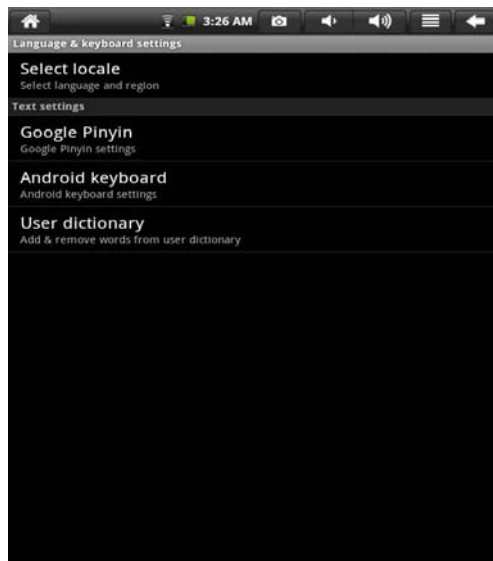 3:26 AM
Language & keyboard settings
Select locale
Select language and region
Text settings
Google Pinyin
Google Pinyin settings
Android keyboard
Android keyboard settings
User dictionary
Add & remove words from user dictionary